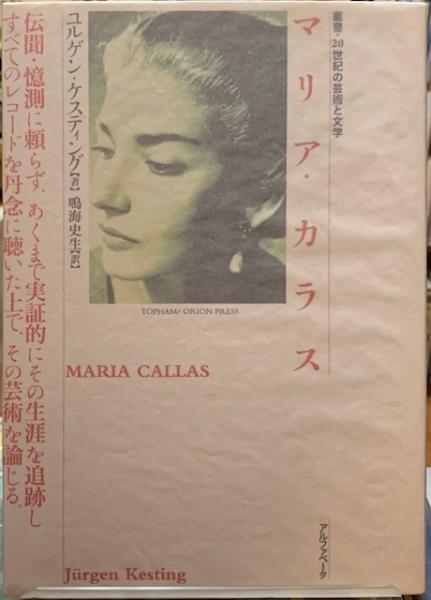 叢書・20世紀の芸術と文学
マリア・カラス
ユルゲン・ケスティング【著】鳴海史生【訳】
TOPHAM/ ORION PRESS
MARIA CALLAS
伝聞・憶測に頼らず、あくまで実証的にその生涯を追跡し
すべてのレコードを丹念に聴いた上で、その芸術を論じる。
Jürgen Kesting
アルファベータ